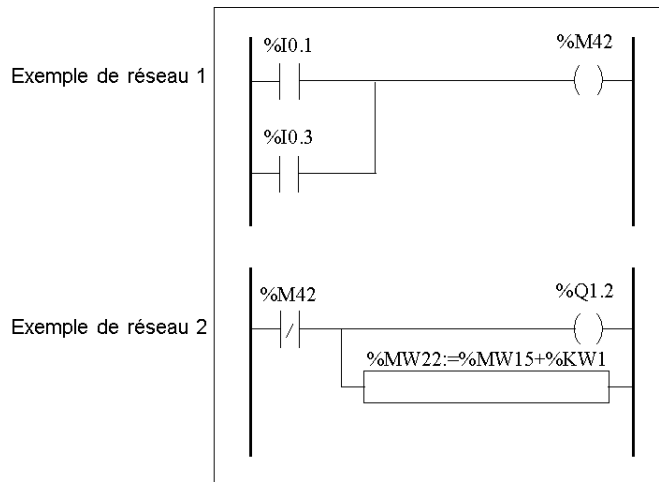 %I0.1
%M42
Exemple de réseau 1
%I0.3
%M42
%Q1.2
Exemple de réseau 2
%MW22:=%MW15+%KW1